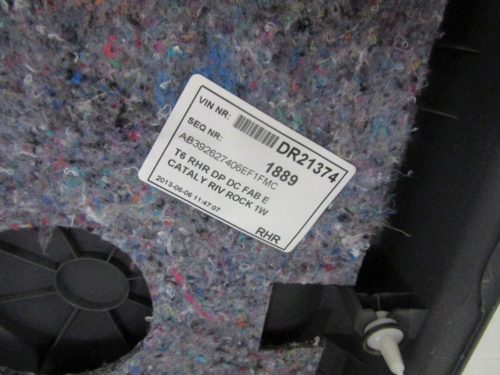 VIN NR:
DR21374
SEQ NR:
1889
AB392627406EF1FMC
T6 RHR DP DC FAB E
CATALY RIV ROCK 1W
2013-06-06 11:47:07
RHR